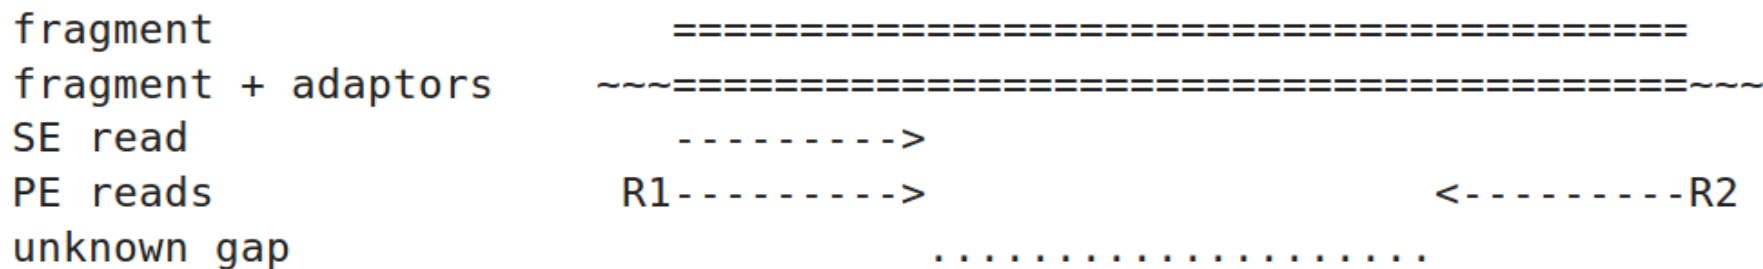 fragment                  ========================================
fragment + adaptors    ~~~========================================~~~
SE read                   --------->
PE reads                R1--------->                    <---------R2
unknown gap                         ....................